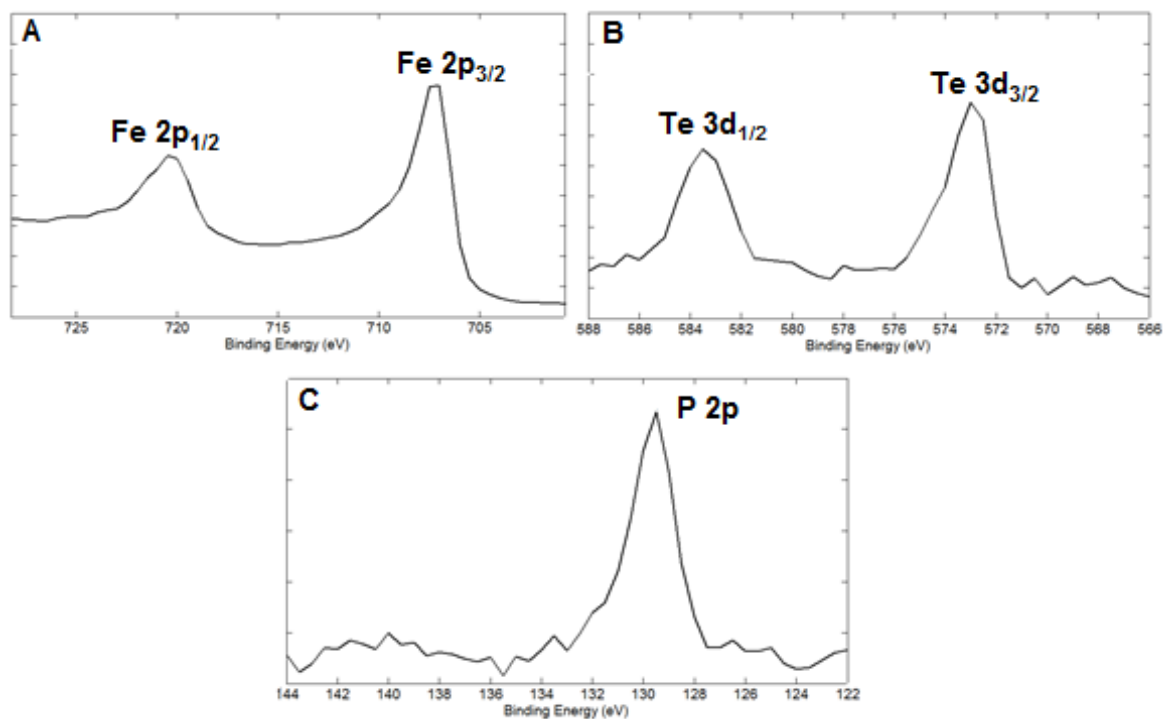 A
Fe 2p3/2
Fe 2p1/2
725 720 715 710 705
Binding Energy (eV)
B
Te 3d3/2
Te 3d1/2
588 586 584 582 580 578 576 574 572 570 568 566
Binding Energy (eV)
C
P 2p
144 142 140 138 136 134 132 130 128 126 124 122
Binding Energy (eV)